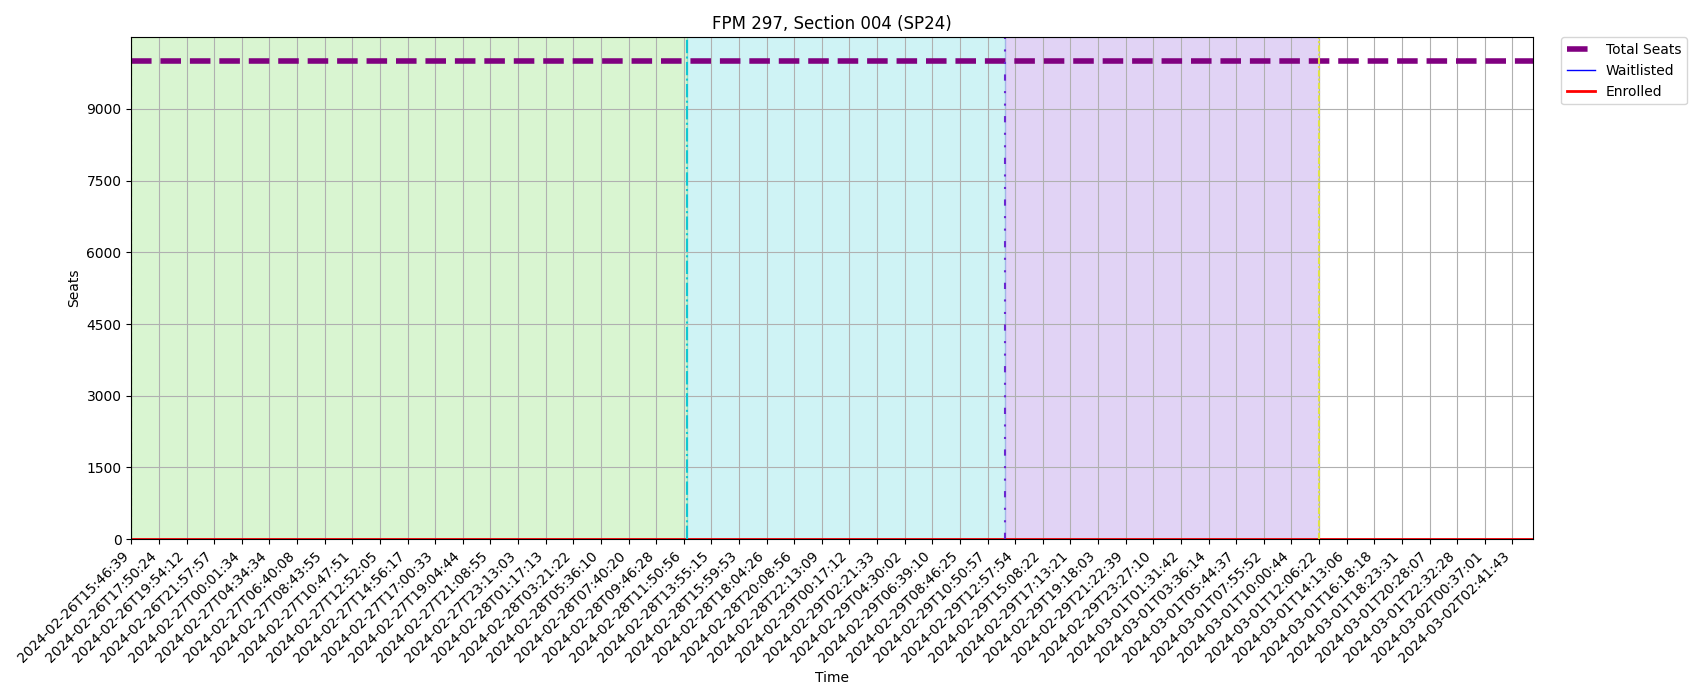 FPM 297, Section 004 (SP24)
Total Seats
Waitlisted
Enrolled
9000
7500
6000
4500
3000
1500
0
Seats
2024-02-26T15:46:39
2024-02-26T17:50:24
2024-02-26T19:54:12
2024-02-26T21:57:57
2024-02-27T00:01:34
2024-02-27T04:34:34
2024-02-27T06:40:08
2024-02-27T08:43:55
2024-02-27T10:47:51
2024-02-27T12:52:05
2024-02-27T14:56:17
2024-02-27T17:00:33
2024-02-27T19:04:44
2024-02-27T21:08:55
2024-02-27T23:13:03
2024-02-28T01:17:13
2024-02-28T03:21:22
2024-02-28T05:36:10
2024-02-28T07:40:20
2024-02-28T09:46:28
2024-02-28T11:50:56
2024-02-28T13:55:15
2024-02-28T15:59:53
2024-02-28T18:04:26
2024-02-28T20:08:56
2024-02-28T22:13:09
2024-02-29T00:17:12
2024-02-29T02:21:33
2024-02-29T04:30:02
2024-02-29T06:39:10
2024-02-29T08:46:25
2024-02-29T10:50:57
2024-02-29T12:57:54
2024-02-29T15:08:22
2024-02-29T17:13:21
2024-02-29T19:18:03
2024-02-29T21:22:39
2024-02-29T23:27:10
2024-03-01T01:31:42
2024-03-01T03:36:14
2024-03-01T05:44:37
2024-03-01T07:55:52
2024-03-01T10:00:44
2024-03-01T12:06:22
2024-03-01T14:13:06
2024-03-01T16:18:18
2024-03-01T18:23:31
2024-03-01T20:28:07
2024-03-01T22:32:28
2024-03-02T00:37:01
2024-03-02T02:41:43
Time